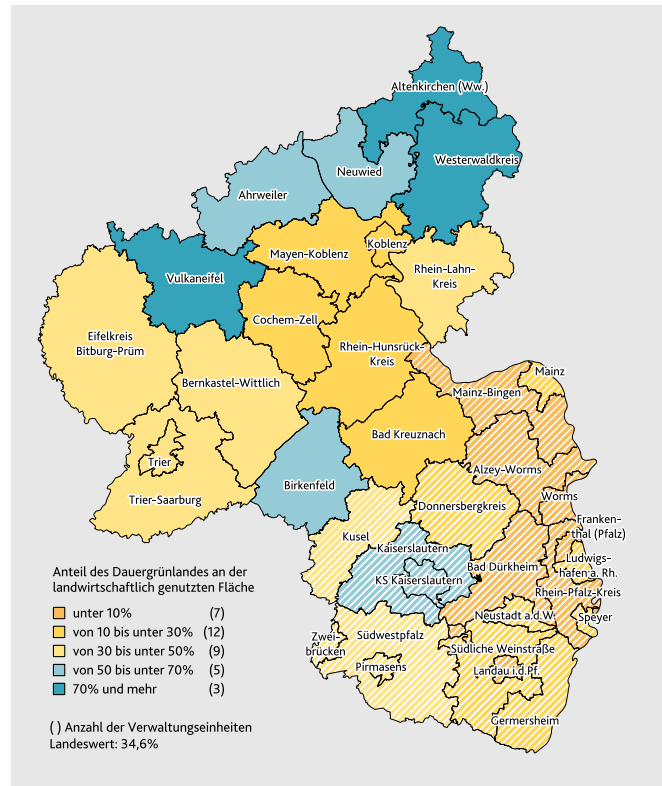 Altenkirchen (Ww.)
Westerwaldkreis
Neuwied
Ahrweiler
Koblenz
Mayen-Koblenz
Rhein-Lahn-
Kreis
Vulkaneifel
Cochem-Zell
Eifelkreis
Bitburg-Prüm
Rhein-Hunsrück-
Kreis
Mainz
Bernkastel-Wittlich
Mainz-Bingen
Bad Kreuznach
Trier
Alzey-Worms
Birkenfeld
Trier-Saarburg
Worms
Donnersbergkreis
Franken-
thal (Pfalz)
Kusel
Kaiserslautern
Ludwigs-
hafen a. Rh.
Bad Dürkheim
KS Kaiserslautern
Rhein-Pfalz-Kreis
Neustadt a.d.W.
Speyer
Zwei-
brücken
Südwestpfalz
Südliche Weinstraße
Pirmasens
Landau i.d.Pf.
Germersheim
Anteil des Dauergrünlandes an der
landwirtschaftlich genutzten Fläche
unter 10% (7)
von 10 bis unter 30% (12)
von 30 bis unter 50% (9)
von 50 bis unter 70% (5)
70% und mehr (3)
( ) Anzahl der Verwaltungseinheiten
Landeswert: 34,6%